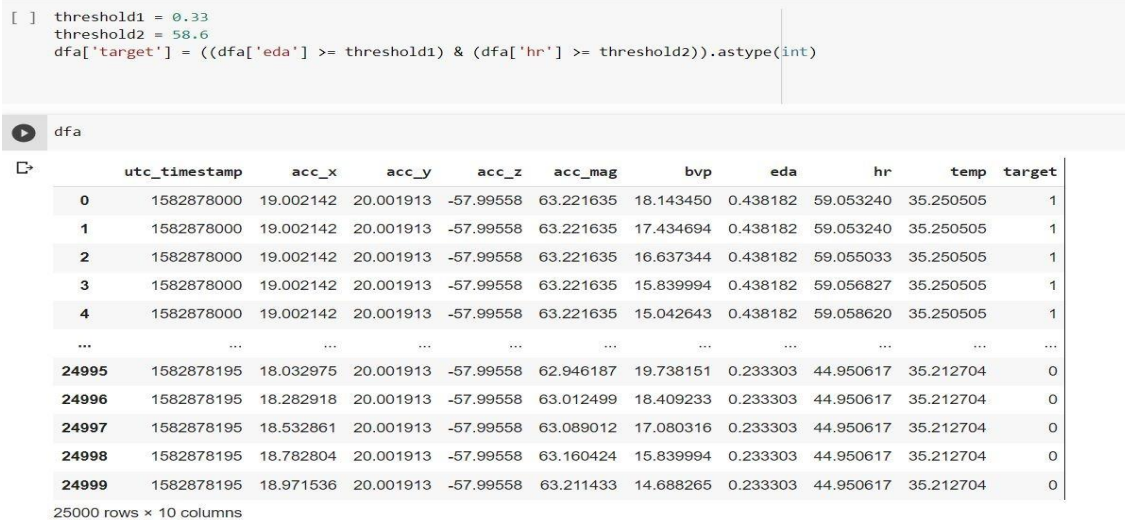 [ ] threshold1 = 0.33
threshold2 = 58.6
dfa['target'] = ((dfa['eda'] >= threshold1) & (dfa['hr'] >= threshold2)).astype(int)
dfa
utc_timestamp acc_x acc_y acc_z acc_mag bvp eda hr temp target
0 1582878000 19.002142 20.001913 -57.99558 63.221635 18.143450 0.438182 59.053240 35.250505 1
1 1582878000 19.002142 20.001913 -57.99558 63.221635 17.434694 0.438182 59.053240 35.250505 1
2 1582878000 19.002142 20.001913 -57.99558 63.221635 16.637344 0.438182 59.055033 35.250505 1
3 1582878000 19.002142 20.001913 -57.99558 63.221635 15.839994 0.438182 59.056827 35.250505 1
4 1582878000 19.002142 20.001913 -57.99558 63.221635 15.042643 0.438182 59.058620 35.250505 1
... ... ... ... ... ... ... ... ... ... ...
24995 1582878195 18.032975 20.001913 -57.99558 62.946187 19.738151 0.233303 44.950617 35.212704 0
24996 1582878195 18.282918 20.001913 -57.99558 63.012499 18.409233 0.233303 44.950617 35.212704 0
24997 1582878195 18.532861 20.001913 -57.99558 63.089012 17.080316 0.233303 44.950617 35.212704 0
24998 1582878195 18.782804 20.001913 -57.99558 63.160424 15.839994 0.233303 44.950617 35.212704 0
24999 1582878195 18.971536 20.001913 -57.99558 63.211433 14.688265 0.233303 44.950617 35.212704 0
25000 rows × 10 columns